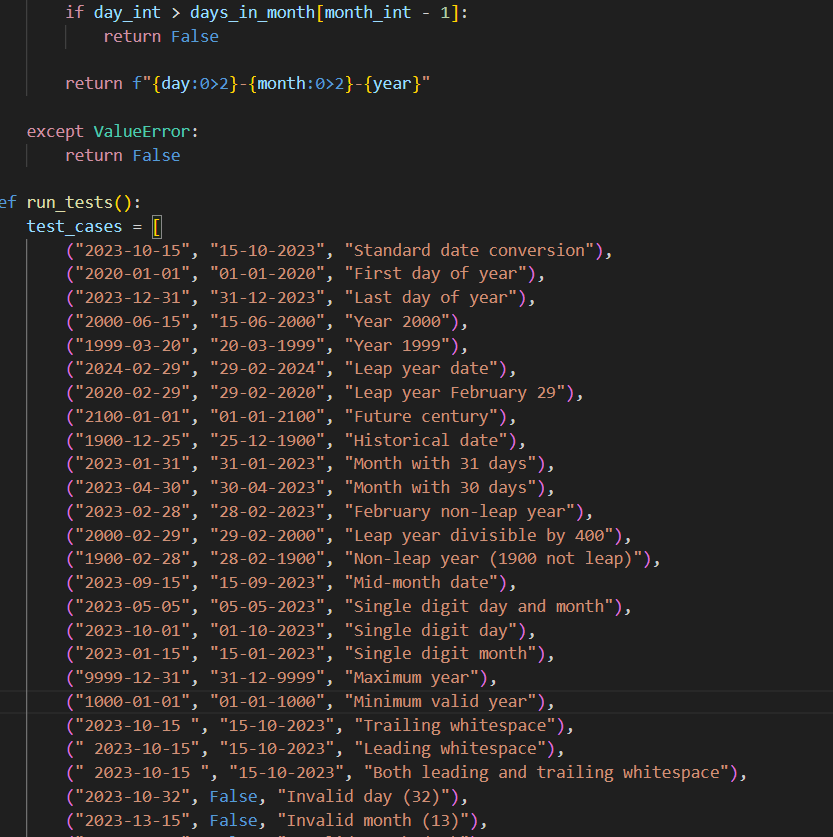 if day_int > days_in_month[month_int - 1]:
return False
return f"{day:0>2}-{month:0>2}-{year}"
except ValueError:
return False
ef run_tests():
test_cases = [
("2023-10-15", "15-10-2023", "Standard date conversion"),
("2020-01-01", "01-01-2020", "First day of year"),
("2023-12-31", "31-12-2023", "Last day of year"),
("2000-06-15", "15-06-2000", "Year 2000"),
("1999-03-20", "20-03-1999", "Year 1999"),
("2024-02-29", "29-02-2024", "Leap year date"),
("2020-02-29", "29-02-2020", "Leap year February 29"),
("2100-01-01", "01-01-2100", "Future century"),
("1900-12-25", "25-12-1900", "Historical date"),
("2023-01-31", "31-01-2023", "Month with 31 days"),
("2023-04-30", "30-04-2023", "Month with 30 days"),
("2023-02-28", "28-02-2023", "February non-leap year"),
("2000-02-29", "29-02-2000", "Leap year divisible by 400"),
("1900-02-28", "28-02-1900", "Non-leap year (1900 not leap)"),
("2023-09-15", "15-09-2023", "Mid-month date"),
("2023-05-05", "05-05-2023", "Single digit day and month"),
("2023-10-01", "01-10-2023", "Single digit day"),
("2023-01-15", "15-01-2023", "Single digit month"),
("9999-12-31", "31-12-9999", "Maximum year"),
("1000-01-01", "01-01-1000", "Minimum valid year"),
("2023-10-15 ", "15-10-2023", "Trailing whitespace"),
(" 2023-10-15", "15-10-2023", "Leading whitespace"),
(" 2023-10-15 ", "15-10-2023", "Both leading and trailing whitespace"),
("2023-10-32", False, "Invalid day (32)"),
("2023-13-15", False, "Invalid month (13)"),